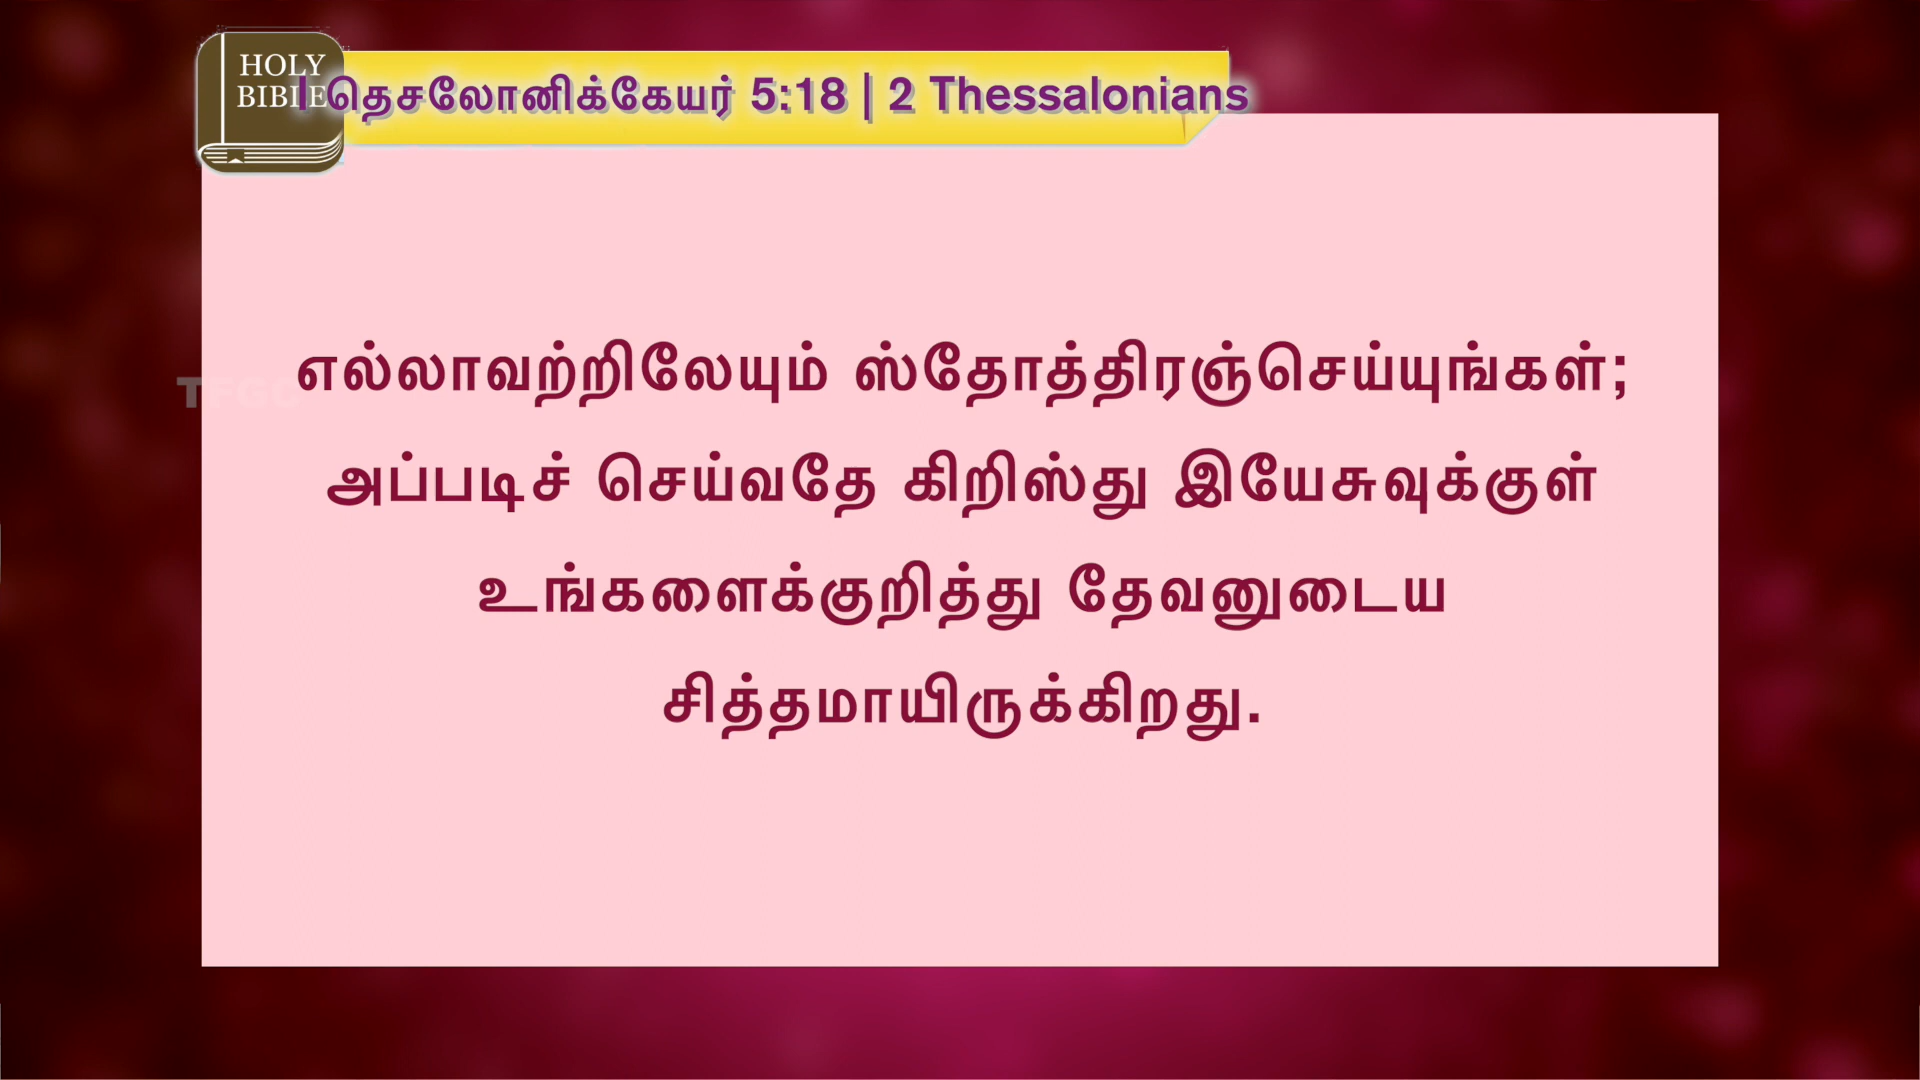 HOLY
BIBLE
I தெசலோனிக்கேயர் 5:18 | 2 Thessalonians
TFGC
எல்லாவற்றிலேயும் ஸ்தோத்திரஞ்செய்யுங்கள்;
அப்படிச் செய்வதே கிறிஸ்து இயேசுவுக்குள்
உங்களைக்குறித்து தேவனுடைய
சித்தமாயிருக்கிறது.